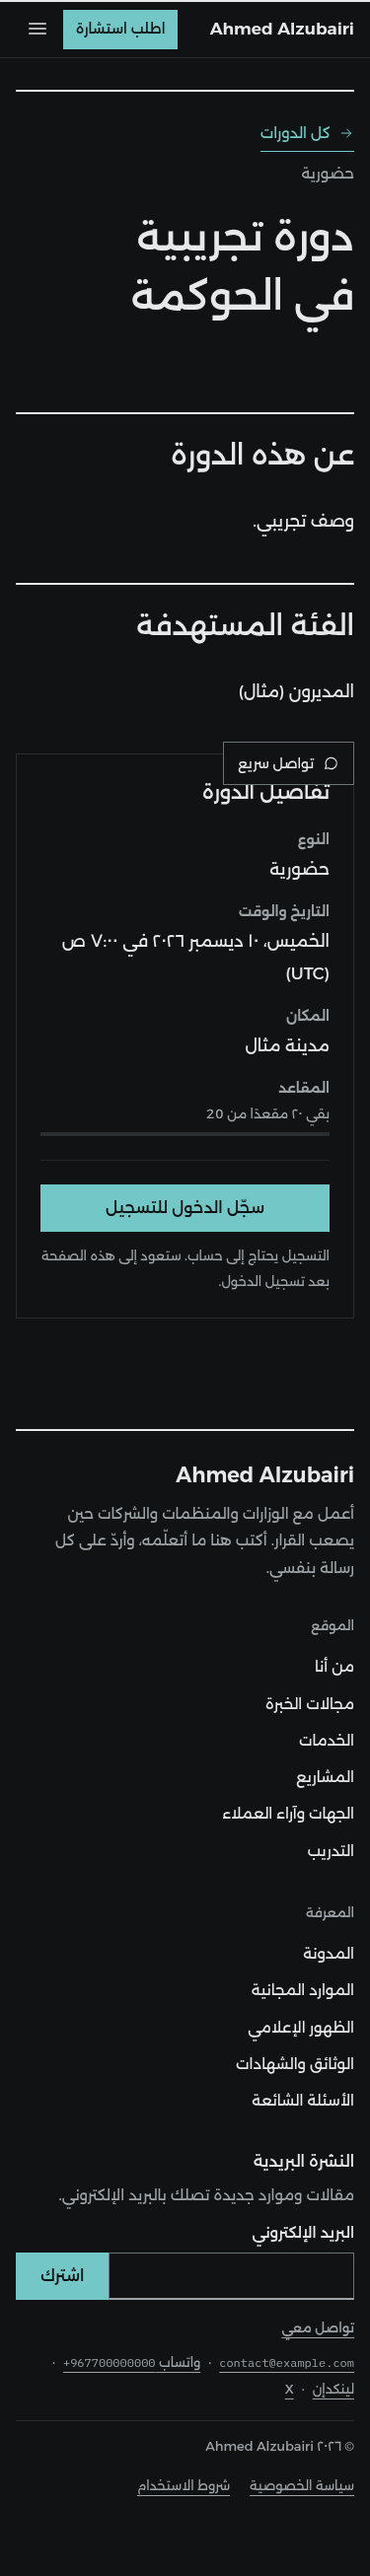 Ahmed Alzubairi
اطلب استشارة
كل الدورات
حضورية
دورة تجريبية
في الحوكمة
عن هذه الدورة
وصف تجريبي.
الفئة المستهدفة
المديرون (مثال)
تواصل سريع
تفاصيل الدورة
النوع
حضورية
التاريخ والوقت
الخميس، ١٠ ديسمبر ٢٠٢٦ في ٧:٠٠ ص
(UTC)
المكان
مدينة مثال
المقاعد
بقي ٢٠ مقعدًا من 20
سجّل الدخول للتسجيل
التسجيل يحتاج إلى حساب. ستعود إلى هذه الصفحة
بعد تسجيل الدخول.
Ahmed Alzubairi
أعمل مع الوزارات والمنظمات والشركات حين
يصعب القرار. أكتب هنا ما أتعلّمه، وأردّ على كل
رسالة بنفسي.
الموقع
من أنا
مجالات الخبرة
الخدمات
المشاريع
الجهات وآراء العملاء
التدريب
المعرفة
المدونة
الموارد المجانية
الظهور الإعلامي
الوثائق والشهادات
الأسئلة الشائعة
النشرة البريدية
مقالات وموارد جديدة تصلك بالبريد الإلكتروني.
البريد الإلكتروني
اشترك
تواصل معي
contact@example.com · واتساب +967700000000 ·
لينكدإن · X
© ٢٠٢٦ Ahmed Alzubairi
سياسة الخصوصية شروط الاستخدام